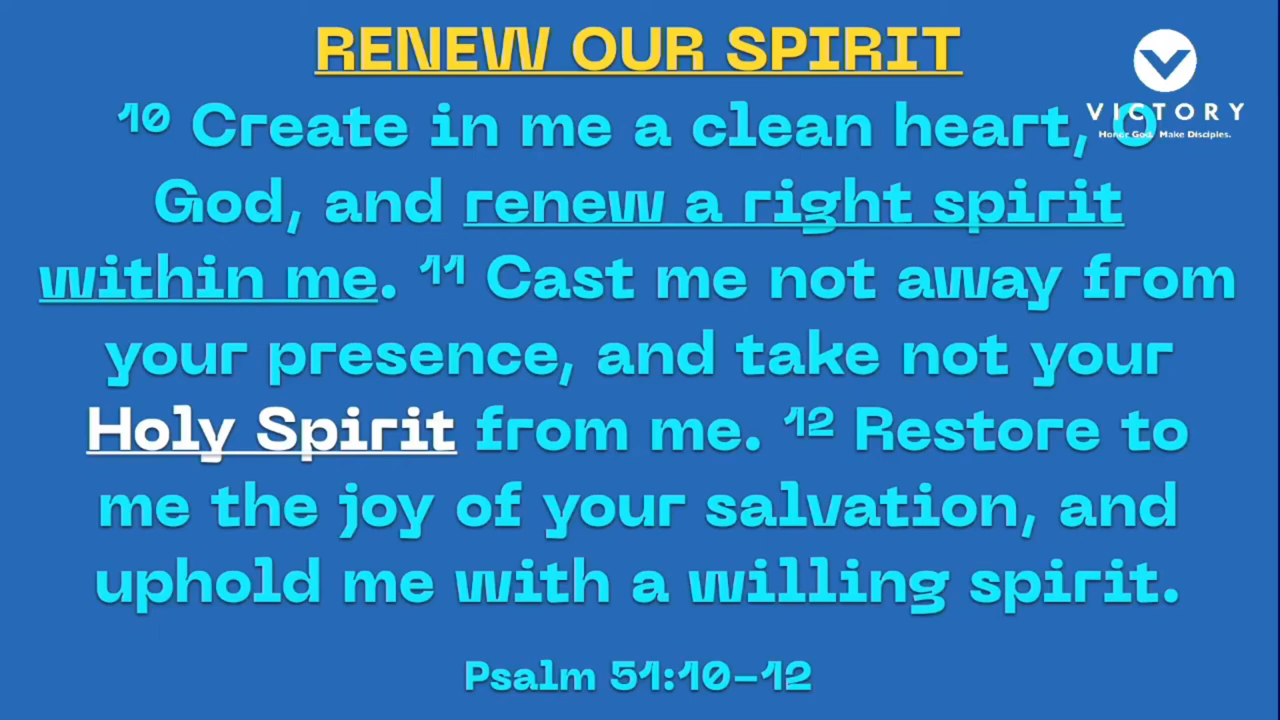 RENEW OUR SPIRIT
¹⁰ Create in me a clean heart, O
God, and renew a right spirit
within me. ¹¹ Cast me not away from
your presence, and take not your
Holy Spirit from me. ¹² Restore to
me the joy of your salvation, and
uphold me with a willing spirit.
Psalm 51:10–12
VICTORY
Honor God. Make Disciples.